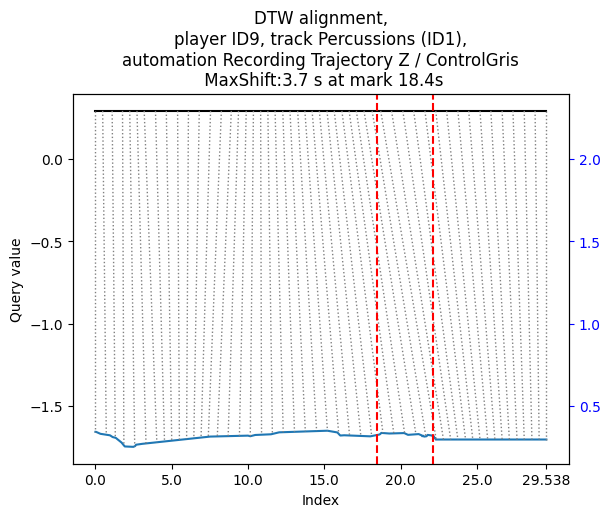 DTW alignment,
player ID9, track Percussions (ID1),
automation Recording Trajectory Z / ControlGris
MaxShift:3.7 s at mark 18.4s
0.0
−0.5
−1.0
−1.5
Query value
2.0
1.5
1.0
0.5
0.0 5.0 10.0 15.0 20.0 25.0 29.538
Index